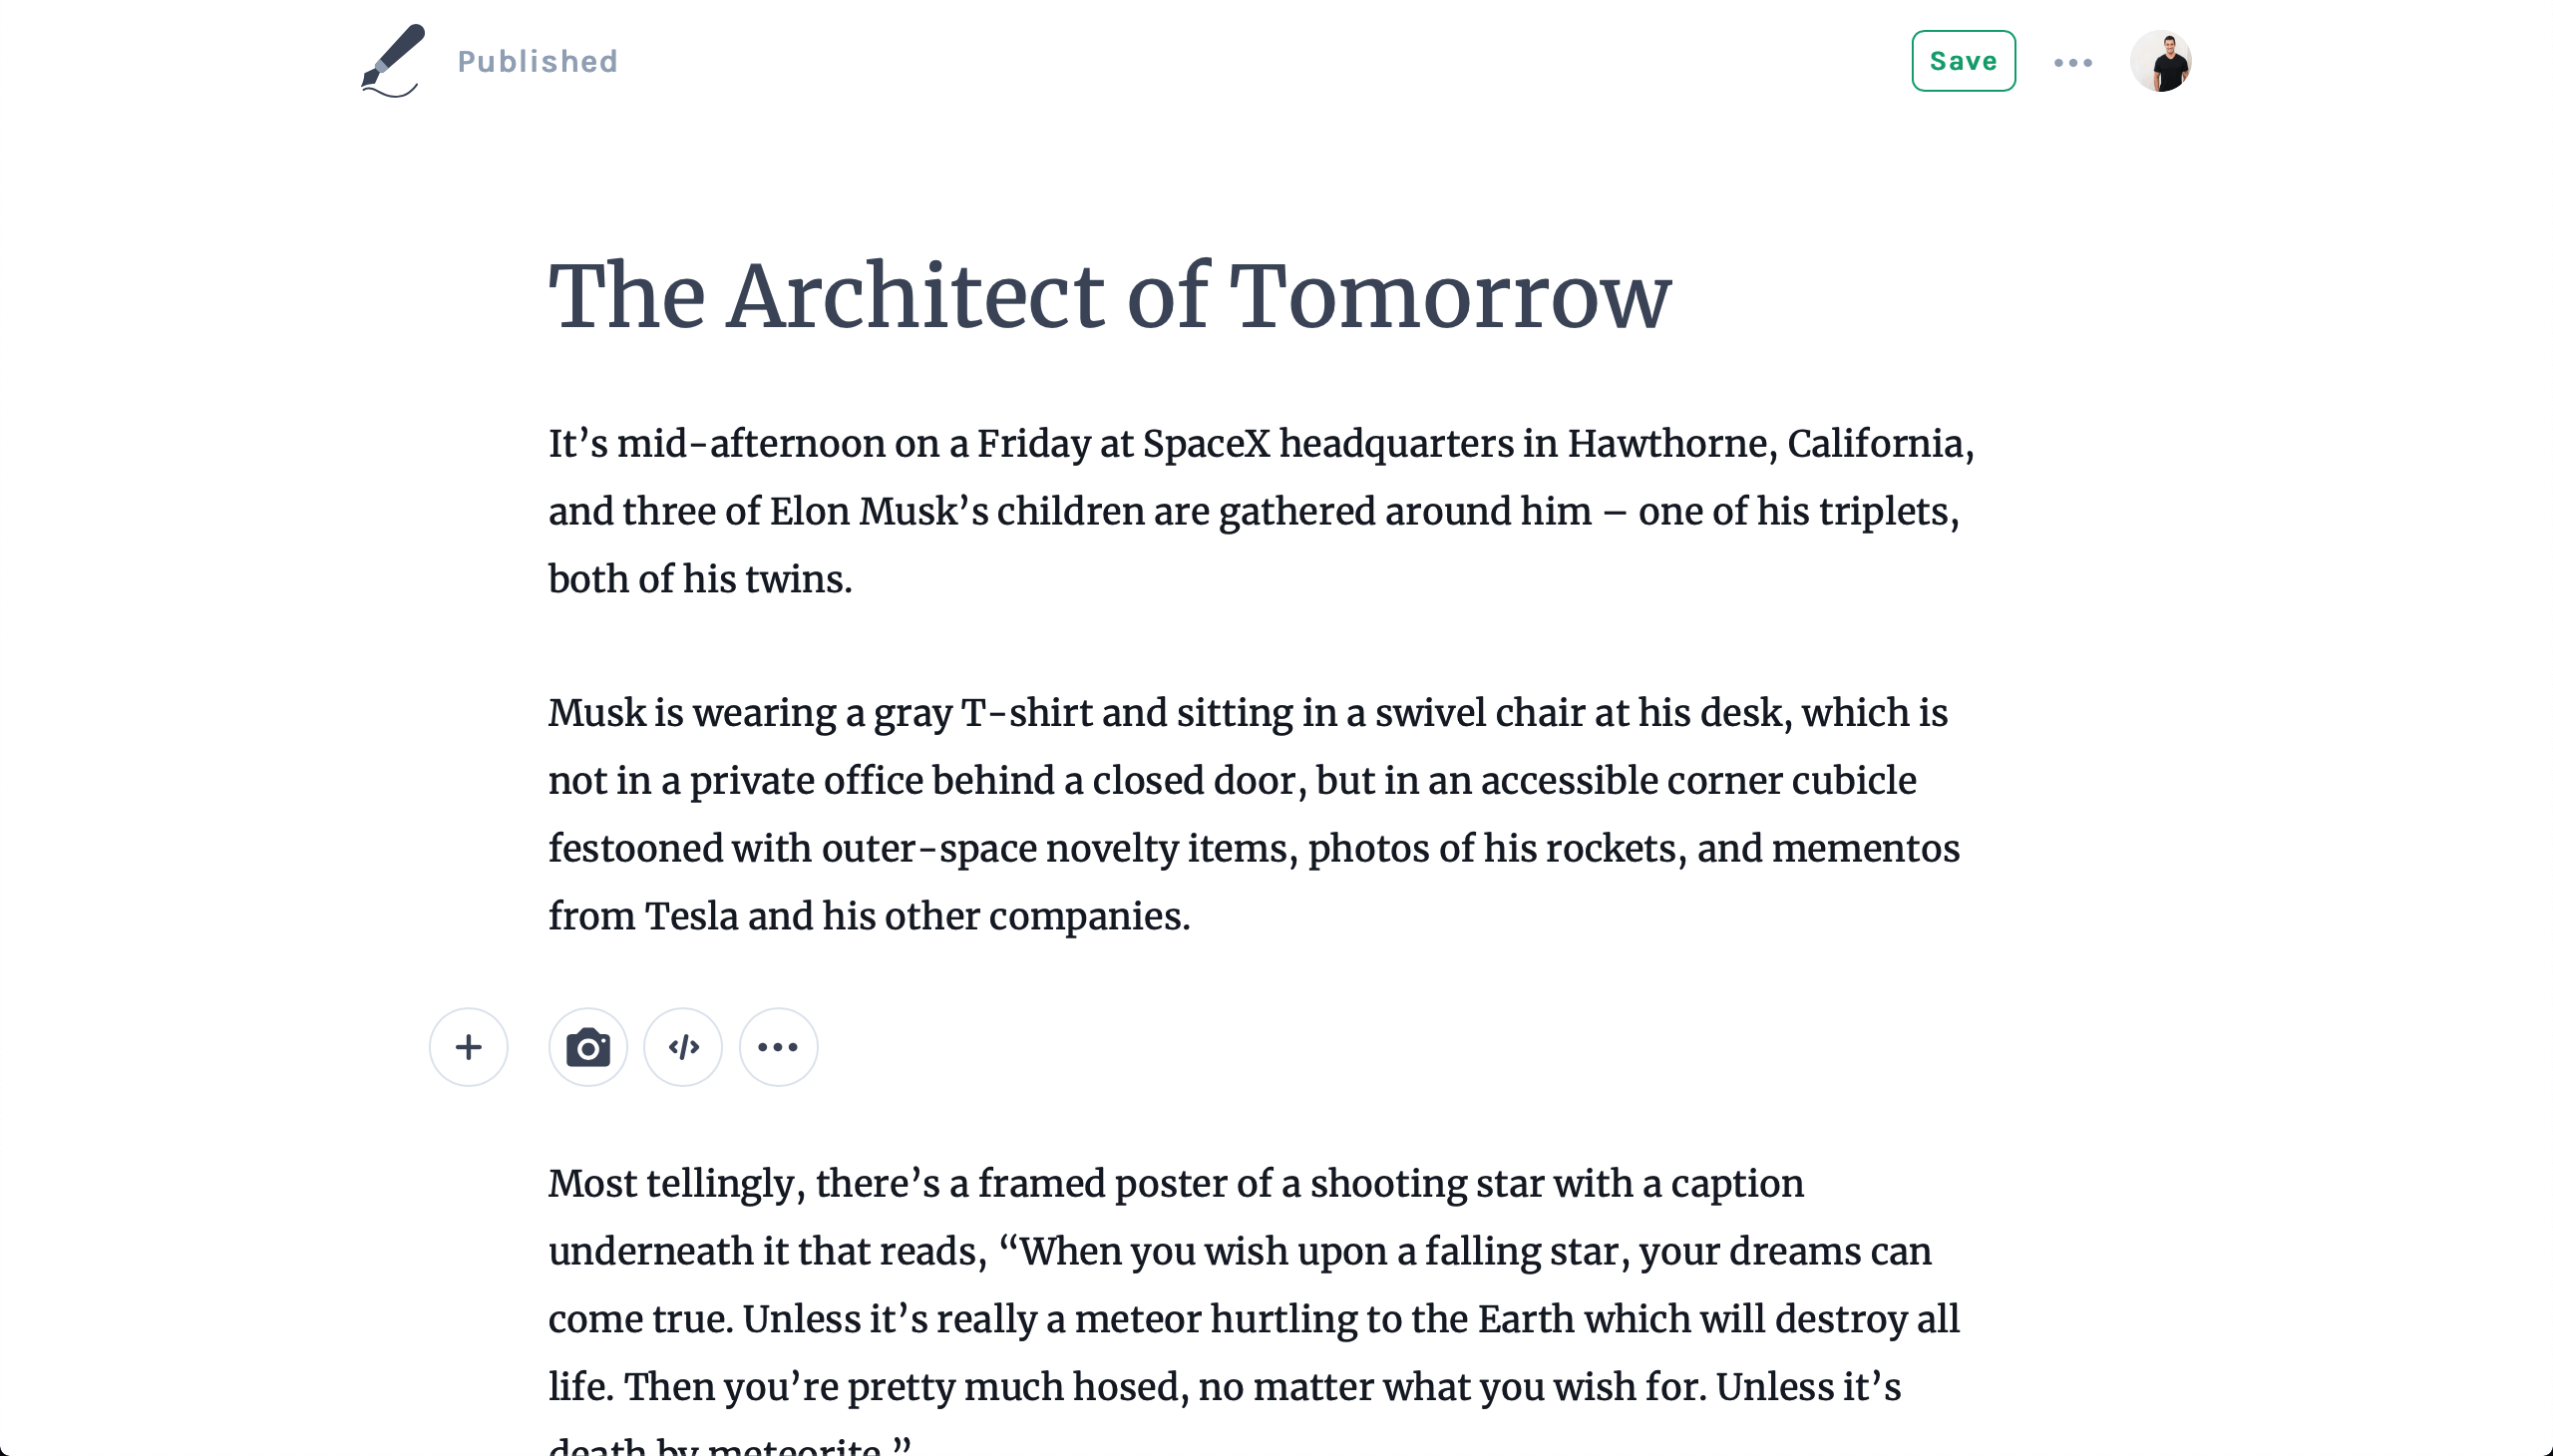 Published
Save
The Architect of Tomorrow
It’s mid-afternoon on a Friday at SpaceX headquarters in Hawthorne, California,
and three of Elon Musk’s children are gathered around him – one of his triplets,
both of his twins.
Musk is wearing a gray T-shirt and sitting in a swivel chair at his desk, which is
not in a private office behind a closed door, but in an accessible corner cubicle
festooned with outer-space novelty items, photos of his rockets, and mementos
from Tesla and his other companies.
Most tellingly, there’s a framed poster of a shooting star with a caption
underneath it that reads, “When you wish upon a falling star, your dreams can
come true. Unless it’s really a meteor hurtling to the Earth which will destroy all
life. Then you’re pretty much hosed, no matter what you wish for. Unless it’s
death by meteorite.”